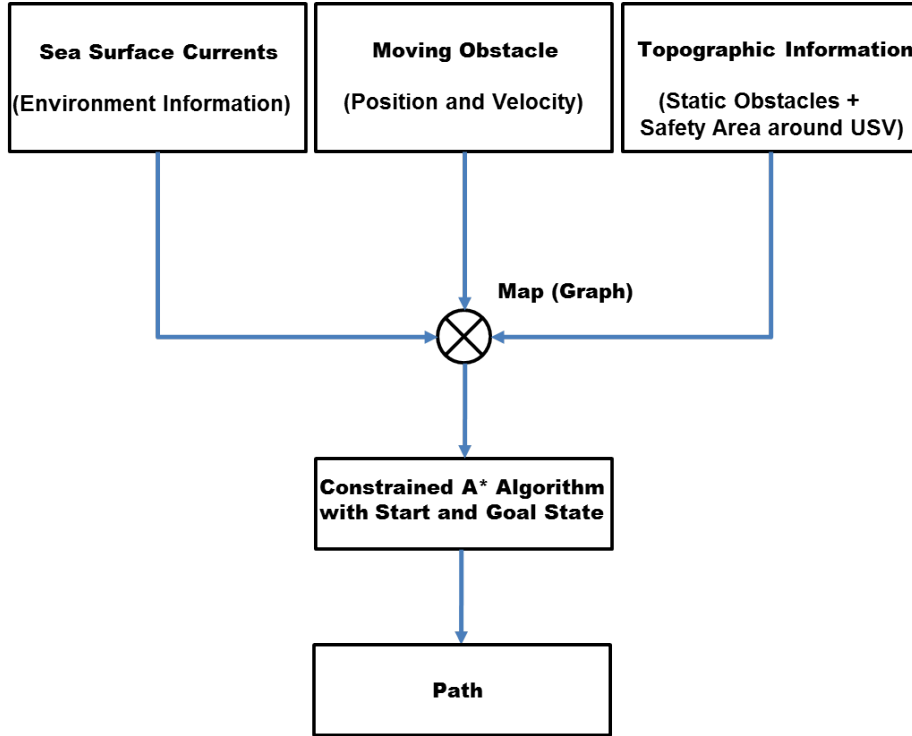 Sea Surface Currents
(Environment Information)
Moving Obstacle
(Position and Velocity)
Topographic Information
(Static Obstacles +
Safety Area around USV)
Map (Graph)
Constrained A* Algorithm
with Start and Goal State
Path